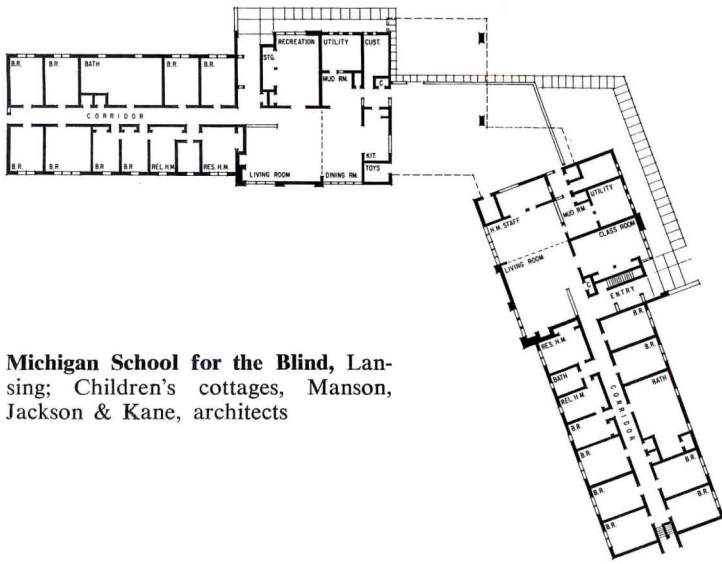 RECREATION
UTILITY
CUST.
STG.
B.R.
B.R.
BATH
B.R.
B.R.
MUD RM.
C
CORRIDOR
KIT.
B.R.
B.R.
B.R.
B.R.
REL. H.M.
RES. H.M.
LIVING ROOM
DINING RM.
TOYS
UTILITY
MUD RM.
H.M. STAFF
CLASS ROOM
LIVING ROOM
C
ENTRY
B.R.
RES. H.M.
B.R.
BATH
BATH
REL. H.M.
CORRIDOR
B.R.
B.R.
B.R.
B.R.
B.R.
B.R.
Michigan School for the Blind, Lan-
sing; Children's cottages, Manson,
Jackson & Kane, architects